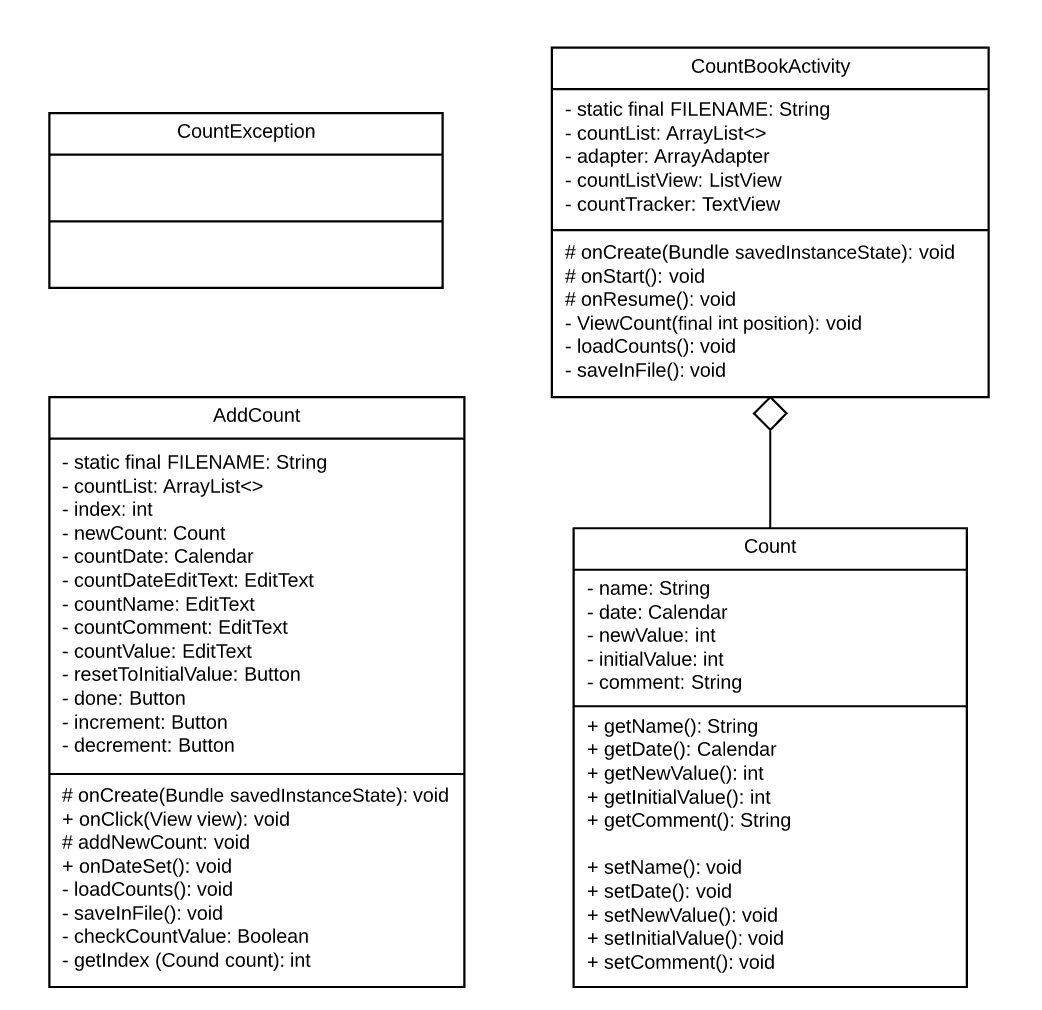 CountException
CountBookActivity
- static final FILENAME: String
- countList: ArrayList<>
- adapter: ArrayAdapter
- countListView: ListView
- countTracker: TextView
# onCreate(Bundle savedInstanceState): void
# onStart(): void
# onResume(): void
- ViewCount(final int position): void
- loadCounts(): void
- saveInFile(): void
AddCount
- static final FILENAME: String
- countList: ArrayList<>
- index: int
- newCount: Count
- countDate: Calendar
- countDateEditText: EditText
- countName: EditText
- countComment: EditText
- countValue: EditText
- resetToInitialValue: Button
- done: Button
- increment: Button
- decrement: Button
# onCreate(Bundle savedInstanceState): void
+ onClick(View view): void
# addNewCount: void
+ onDateSet(): void
- loadCounts(): void
- saveInFile(): void
- checkCountValue: Boolean
- getIndex (Cound count): int
Count
- name: String
- date: Calendar
- newValue: int
- initialValue: int
- comment: String
+ getName(): String
+ getDate(): Calendar
+ getNewValue(): int
+ getInitialValue(): int
+ getComment(): String
+ setName(): void
+ setDate(): void
+ setNewValue(): void
+ setInitialValue(): void
+ setComment(): void